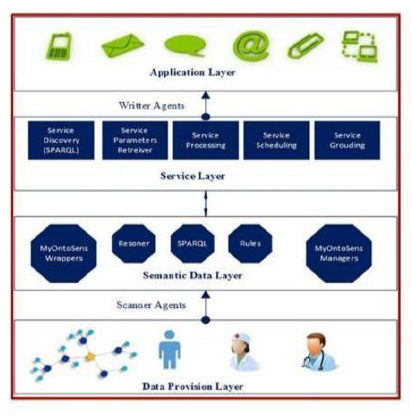 Application Layer
Writter Agents
Service Discovery (SPARQL)
Service Parameters Retreiver
Service Processing
Service Scheduling
Service Grouding
Service Layer
MyOntoSens Wrappers
Resoner
SPARQL
Rules
MyOntoSens Managers
Semantic Data Layer
Scanner Agents
Data Provision Layer